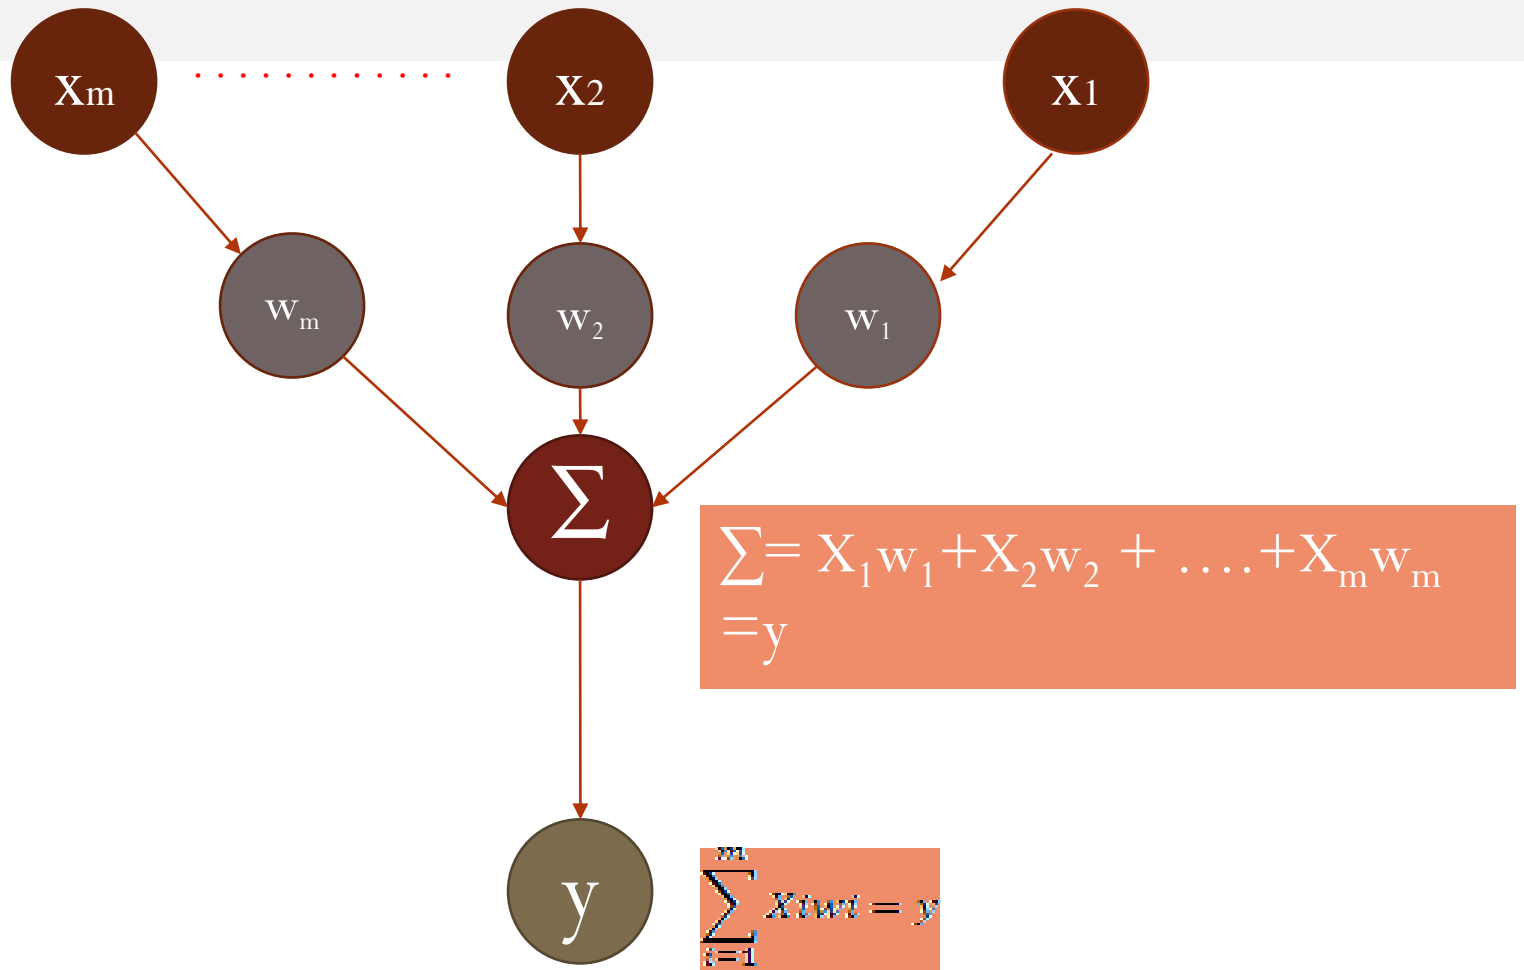 xm ............ x2 x1
wm w2 w1
∑
∑= X1w1+X2w2 + ….+Xmwm
=y
y
m
∑ Xiwi = y
i=1